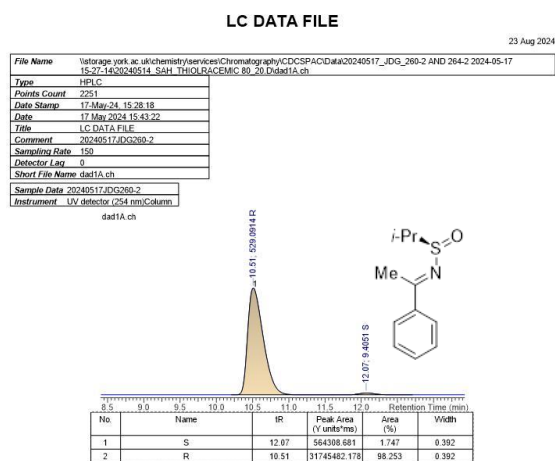 LC DATA FILE
23 Aug 2024
File Name \\storage.york.ac.uk\chemistry\services\Chromatography\CDCSPAC\Data\20240517_JDG_260-2 AND 264-2 2024-05-17
15-27-14\20240514_SAH_THIOLRACEMIC 80_20.D\dad1A.ch
Type HPLC
Points Count 2251
Date Stamp 17-May-24, 15:28:18
Date 17 May 2024 15:43:22
Title LC DATA FILE
Comment 20240517JDG260-2
Sampling Rate 150
Detector Lag 0
Short File Name dad1A.ch
Sample Data 20240517JDG260-2
Instrument UV detector (254 nm)Column
dad1A.ch
10.51; 529.0914 R
i-Pr
S
O
Me
N
12.07; 9.4051 S
8.5 9.0 9.5 10.0 10.5 11.0 11.5 12.0 Retention Time (min)
No. Name tR Peak Area (Y units*ms) Area (%) Width
1 S 12.07 564308.681 1.747 0.392
2 R 10.51 31745482.178 98.253 0.392